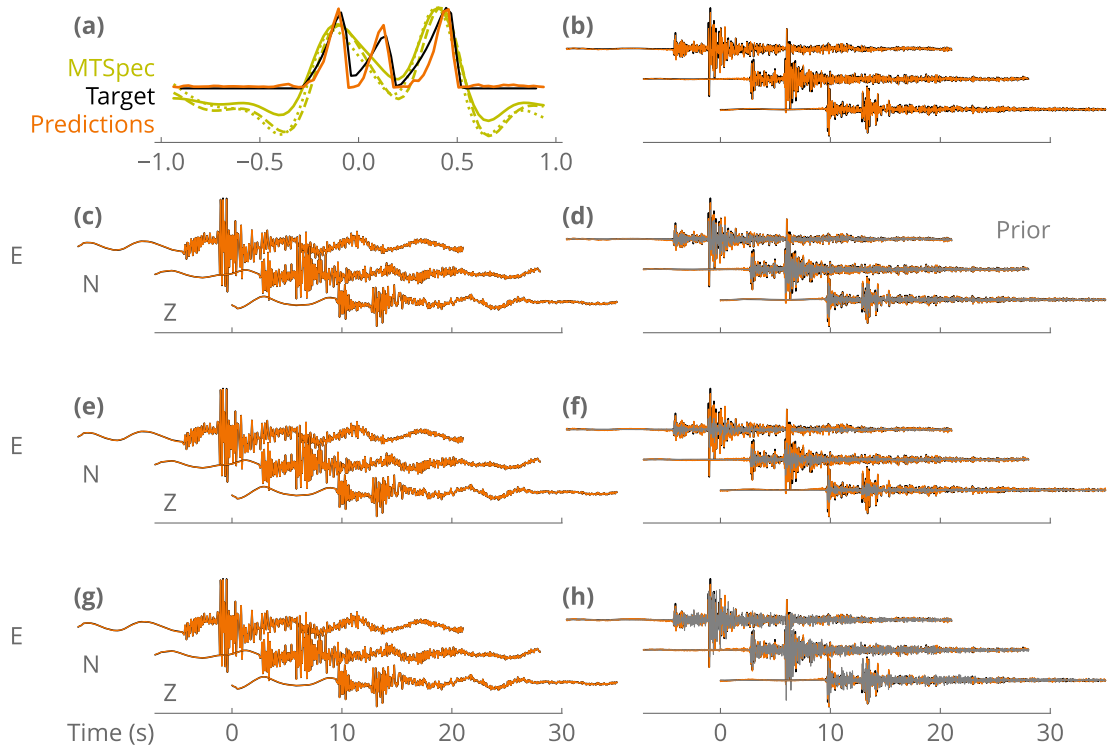 (a)
(b)
MTSpec
Target
Predictions
−1.0 −0.5 0.0 0.5 1.0
(c)
(d)
Prior
E
N
Z
(e)
(f)
E
N
Z
(g)
(h)
E
N
Z
Time (s) 0 10 20 30
0 10 20 30